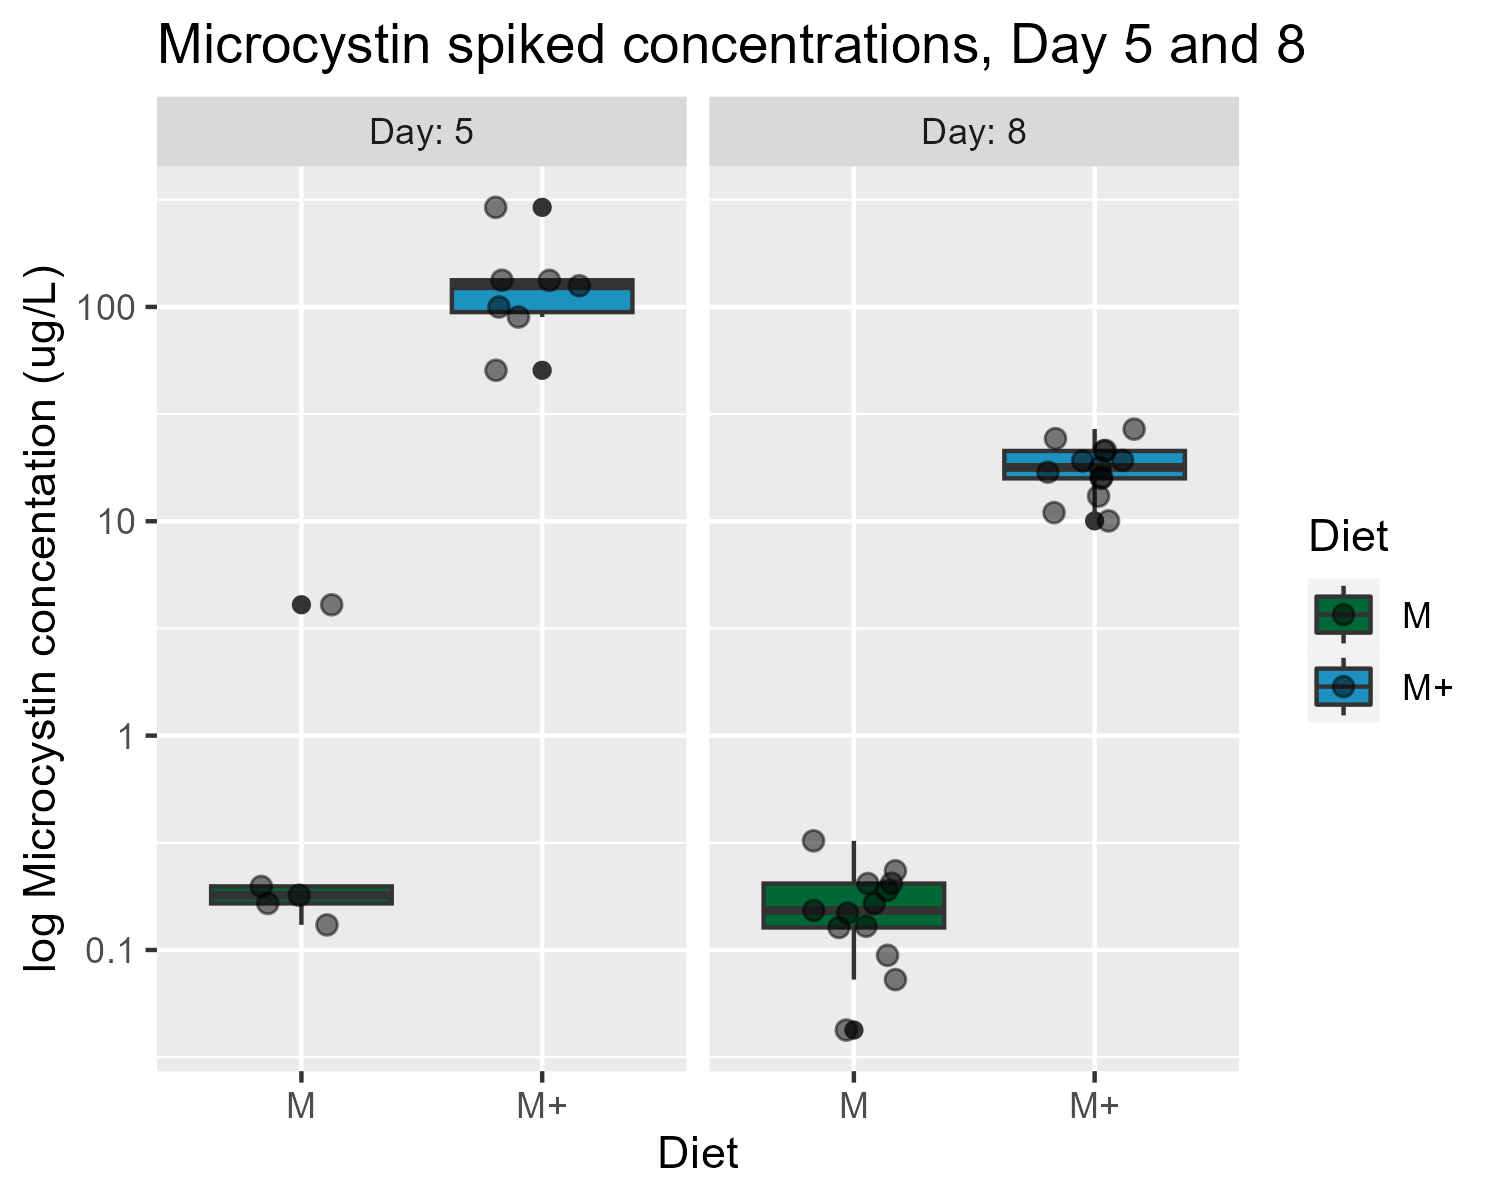 Microcystin spiked concentrations, Day 5 and 8
Day: 5
Day: 8
log Microcystin concentation (ug/L)
100
10
1
0.1
M
M+
M
M+
Diet
Diet
M
M+